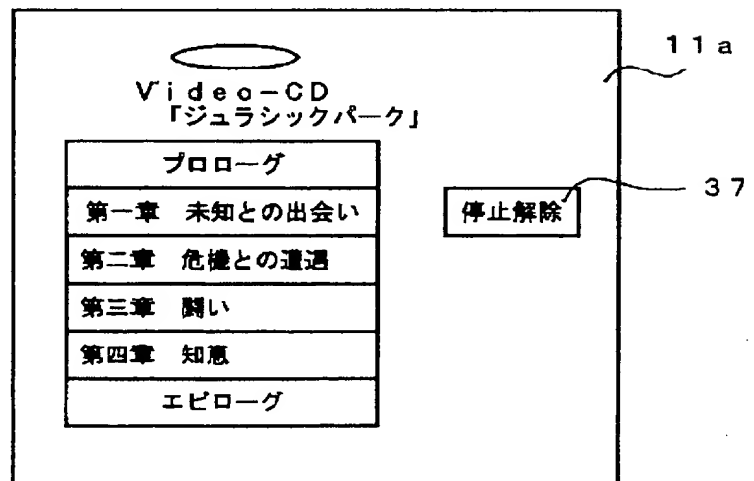 11a
Video-CD
「ジュラシックパーク」
プロローグ
第一章 未知との出会い
停止解除
37
第二章 危機との遭遇
第三章 闘い
第四章 知恵
エピローグ